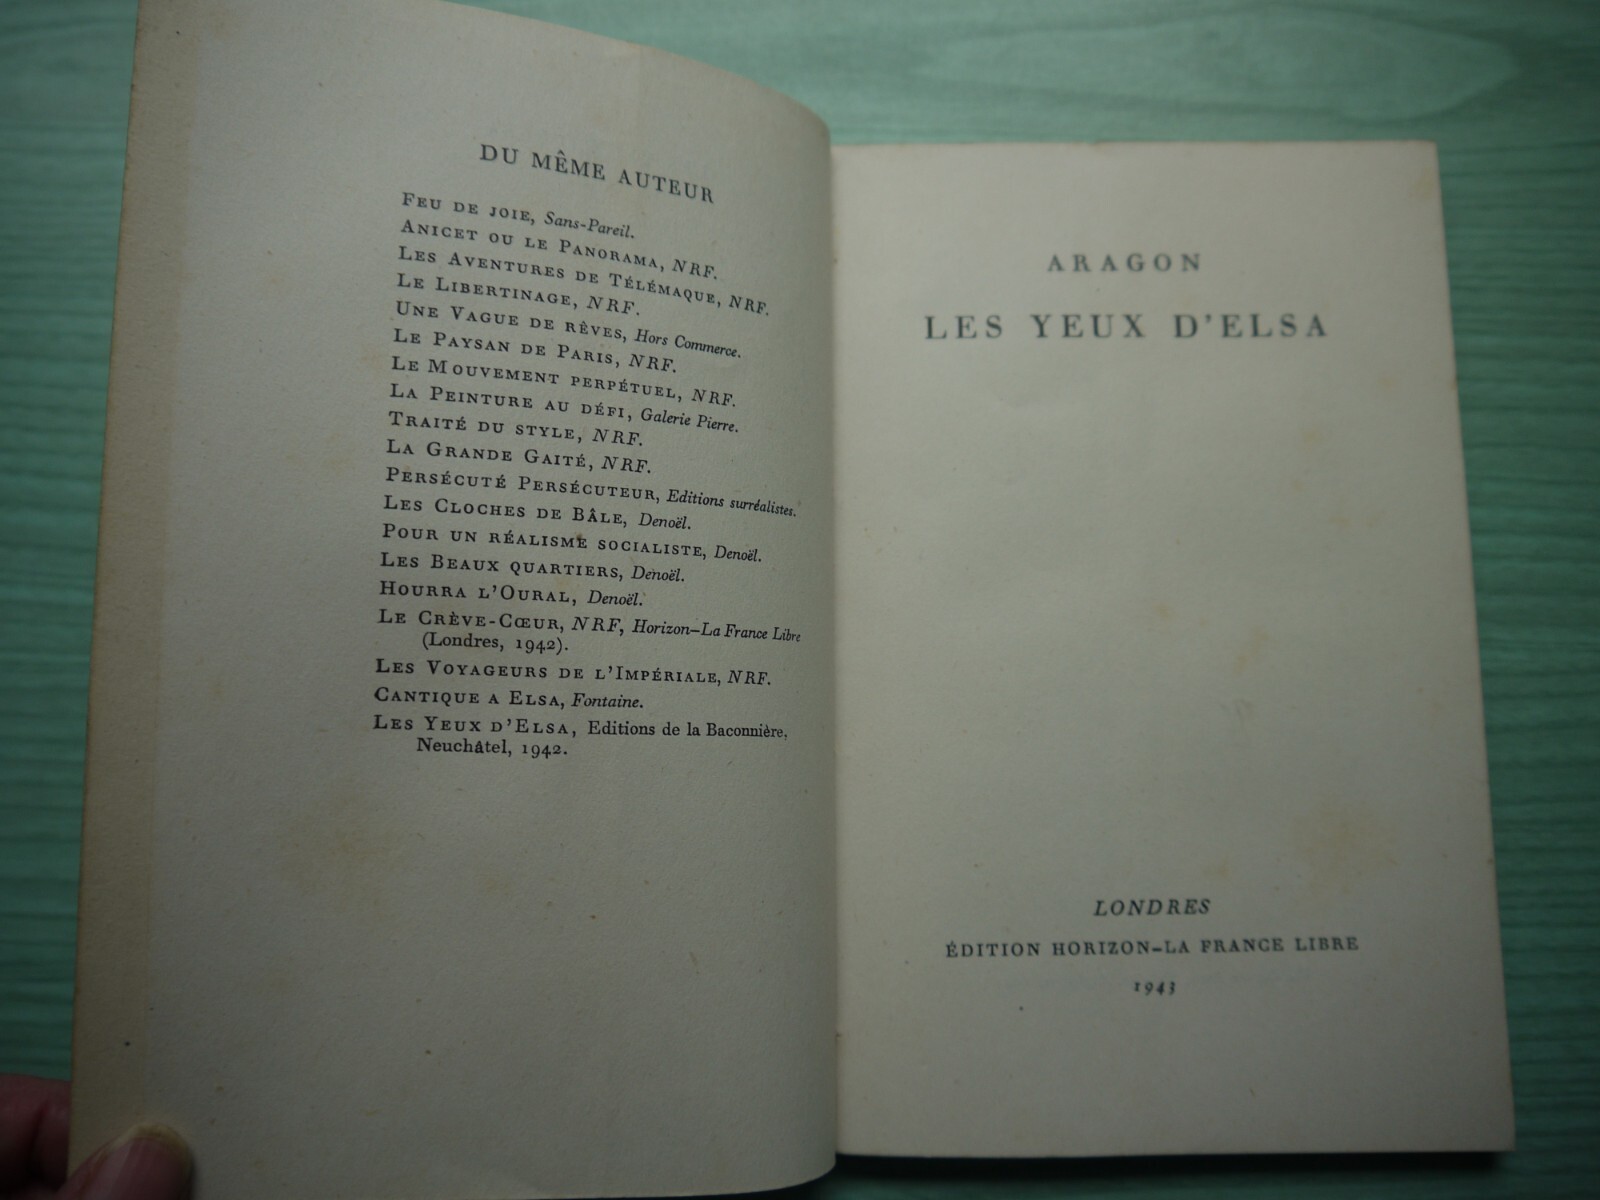 DU MÊME AUTEUR
FEU DE JOIE, Sans-Pareil.
ANICET OU LE PANORAMA, NRF.
LES AVENTURES DE TÉLÉMAQUE, NRF.
LE LIBERTINAGE, NRF.
UNE VAGUE DE RÊVES, Hors Commerce.
LE PAYSAN DE PARIS, NRF.
LE MOUVEMENT PERPÉTUEL, NRF.
LA PEINTURE AU DÉFI, Galerie Pierre.
TRAITÉ DU STYLE, NRF.
LA GRANDE GAITÉ, NRF.
PERSÉCUTÉ PERSÉCUTEUR, Editions surréalistes.
LES CLOCHES DE BÂLE, Denoël.
POUR UN RÉALISME SOCIALISTE, Denoël.
LES BEAUX QUARTIERS, Denoël.
HOURRA L'OURAL, Denoël.
LE CRÈVE-CŒUR, NRF, Horizon–La France Libre
(Londres, 1942).
LES VOYAGEURS DE L'IMPÉRIALE, NRF.
CANTIQUE A ELSA, Fontaine.
LES YEUX D'ELSA, Editions de la Baconnière,
Neuchâtel, 1942.
ARAGON
LES YEUX D'ELSA
LONDRES
ÉDITION HORIZON–LA FRANCE LIBRE
1943